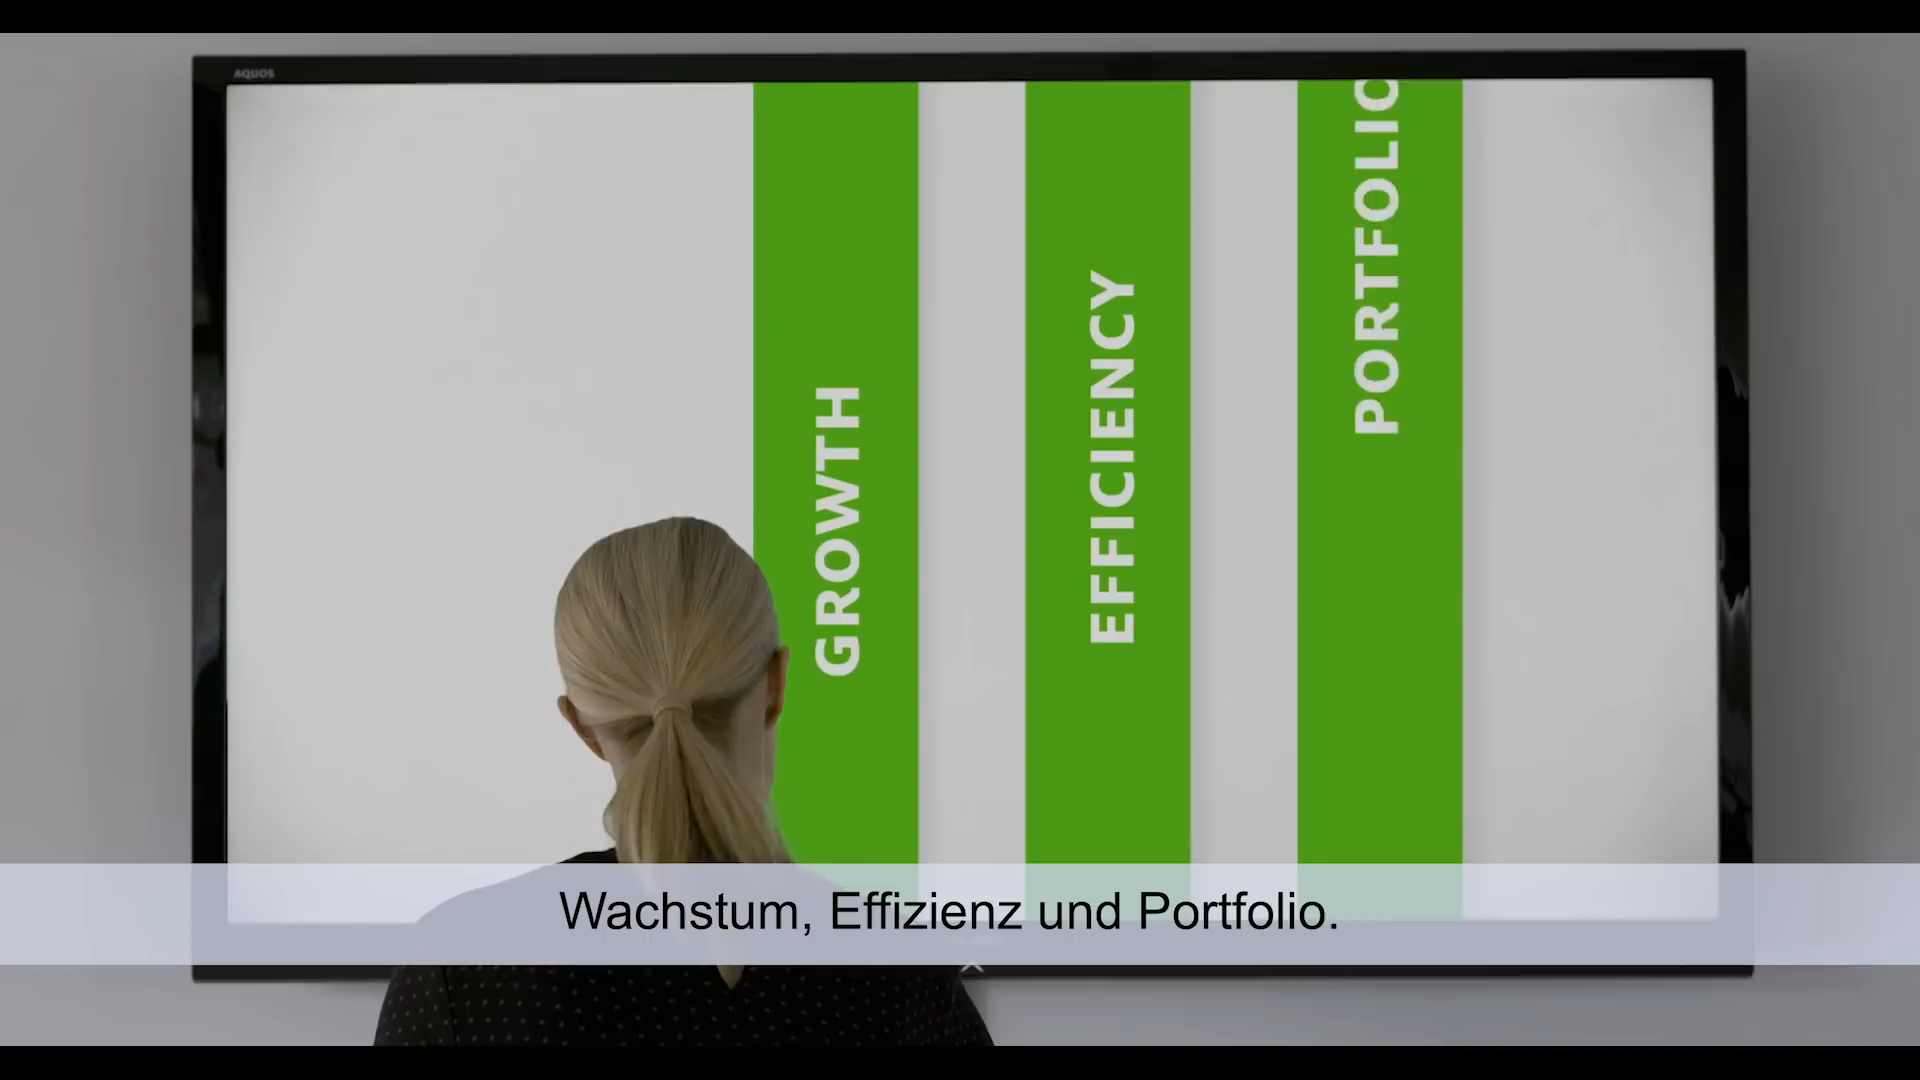 AQUOS
GROWTH
EFFICIENCY
PORTFOLIO
Wachstum, Effizienz und Portfolio.